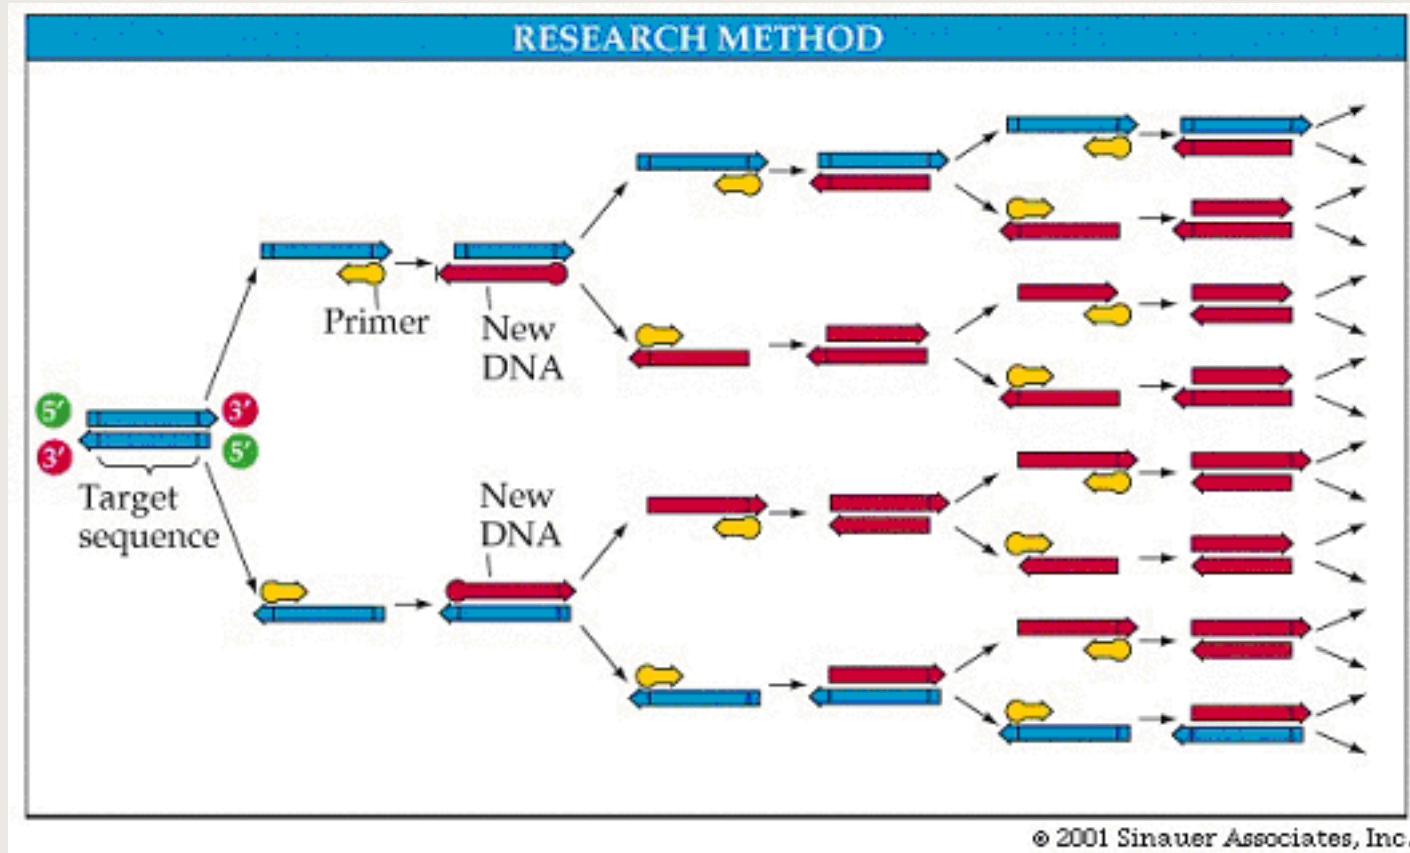 RESEARCH METHOD
Primer
New
DNA
5′
3′
3′
5′
Target
sequence
New
DNA
© 2001 Sinauer Associates, Inc.